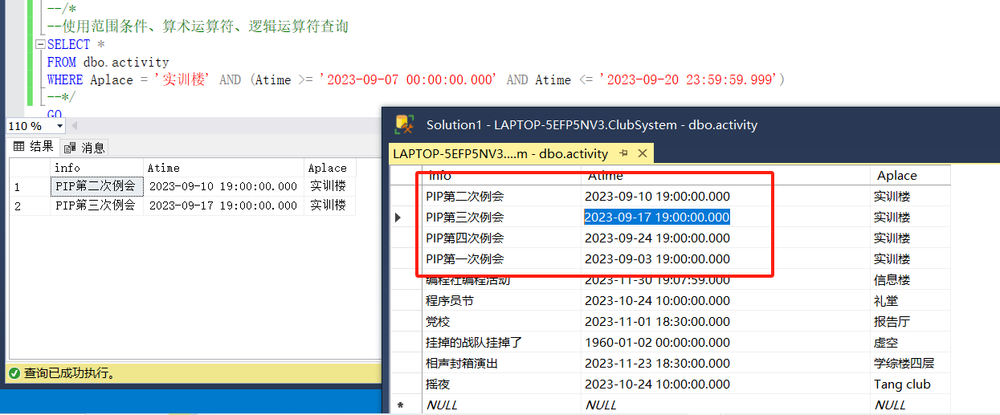 --/*
--使用范围条件、算术运算符、逻辑运算符查询
SELECT *
FROM dbo.activity
WHERE Aplace = '实训楼' AND (Atime >= '2023-09-07 00:00:00.000' AND Atime <= '2023-09-20 23:59:59.999')
--*/
GO
110 %
结果 消息
info Atime Aplace
1 PIP第二次例会 2023-09-10 19:00:00.000 实训楼
2 PIP第三次例会 2023-09-17 19:00:00.000 实训楼
查询已成功执行。
Solution1 - LAPTOP-5EFP5NV3.ClubSystem - dbo.activity
LAPTOP-5EFP5NV3....m - dbo.activity
info Atime Aplace
PIP第二次例会 2023-09-10 19:00:00.000 实训楼
PIP第三次例会 2023-09-17 19:00:00.000 实训楼
PIP第四次例会 2023-09-24 19:00:00.000 实训楼
PIP第一次例会 2023-09-03 19:00:00.000 实训楼
编程社编程活动 2023-11-30 19:07:59.000 信息楼
程序员节 2023-10-24 10:00:00.000 礼堂
党校 2023-11-01 18:30:00.000 报告厅
挂掉的战队挂掉了 1960-01-02 00:00:00.000 虚空
相声封箱演出 2023-11-23 18:30:00.000 学综楼四层
摇夜 2023-10-24 10:00:00.000 Tang club
NULL NULL NULL